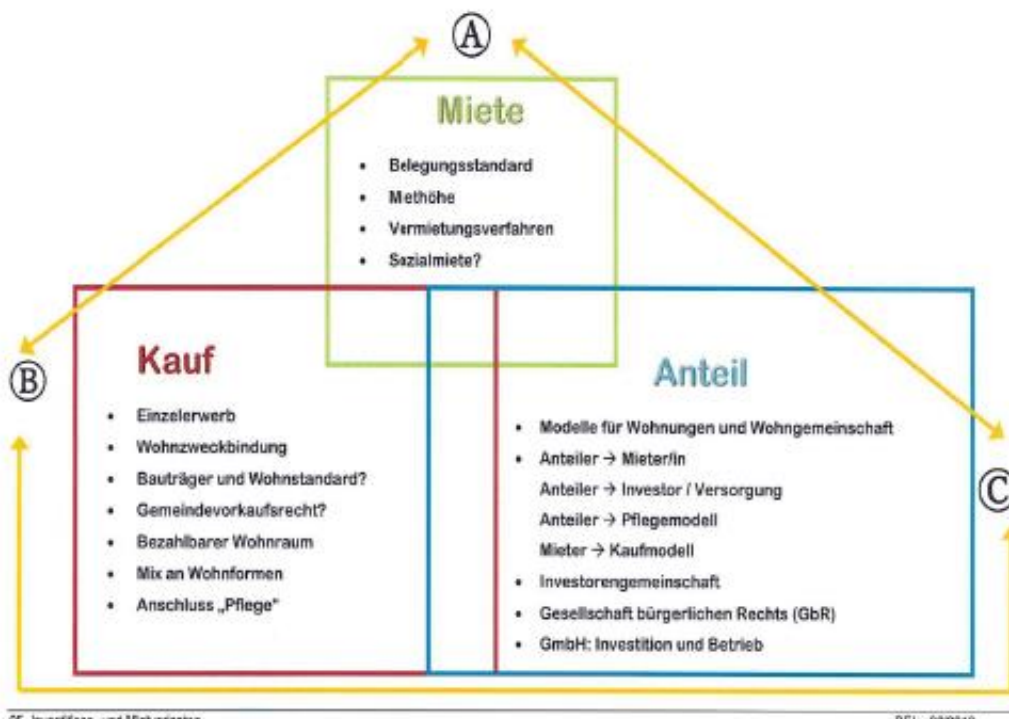 A
Miete
• Belegungsstandard
• Miethöhe
• Vermietungsverfahren
• Sozialmiete?
B
Kauf
• Einzelerwerb
• Wohnzweckbindung
• Bauträger und Wohnstandard?
• Gemeindevorkaufsrecht?
• Bezahlbarer Wohnraum
• Mix an Wohnformen
• Anschluss „Pflege“
Anteil
• Modelle für Wohnungen und Wohngemeinschaft
• Anteiler → Mieter/in
Anteiler → Investor / Versorgung
Anteiler → Pflegemodell
Mieter → Kaufmodell
• Investorengemeinschaft
• Gesellschaft bürgerlichen Rechts (GbR)
• GmbH: Investition und Betrieb
C
und